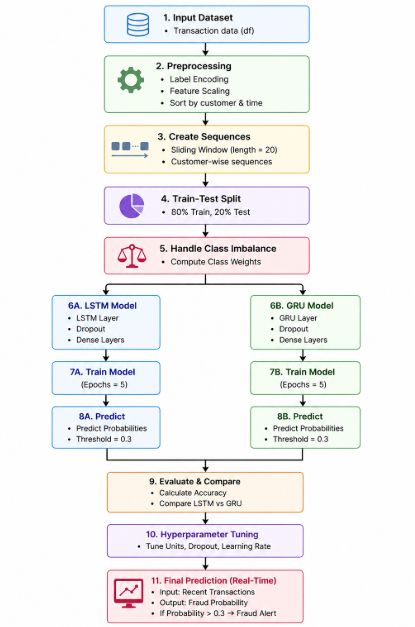 1. Input Dataset
• Transaction data (df)
2. Preprocessing
• Label Encoding
• Feature Scaling
• Sort by customer & time
3. Create Sequences
• Sliding Window (length = 20)
• Customer-wise sequences
4. Train-Test Split
• 80% Train, 20% Test
5. Handle Class Imbalance
• Compute Class Weights
6A. LSTM Model
• LSTM Layer
• Dropout
• Dense Layers
7A. Train Model
(Epochs = 5)
8A. Predict
• Predict Probabilities
• Threshold = 0.3
6B. GRU Model
• GRU Layer
• Dropout
• Dense Layers
7B. Train Model
(Epochs = 5)
8B. Predict
• Predict Probabilities
• Threshold = 0.3
9. Evaluate & Compare
• Calculate Accuracy
• Compare LSTM vs GRU
10. Hyperparameter Tuning
• Tune Units, Dropout, Learning Rate
11. Final Prediction (Real-Time)
• Input: Recent Transactions
• Output: Fraud Probability
• If Probability > 0.3 → Fraud Alert